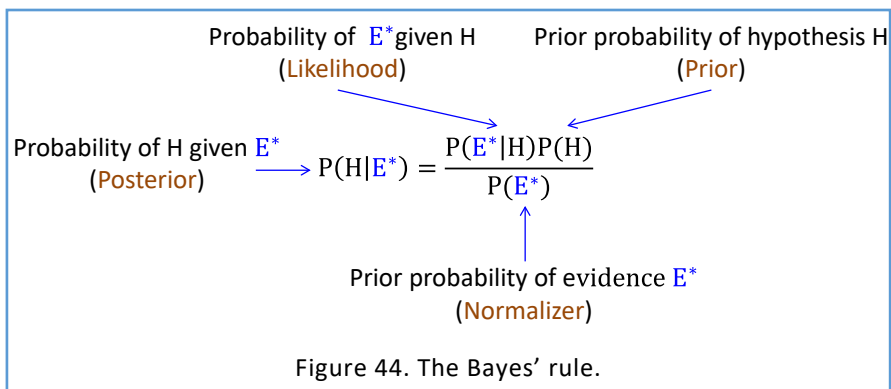 Probability of E* given H
(Likelihood)
Prior probability of hypothesis H
(Prior)
Probability of H given E*
(Posterior)
P(H|E*) = P(E*|H)P(H) / P(E*)
Prior probability of evidence E*
(Normalizer)
Figure 44. The Bayes' rule.